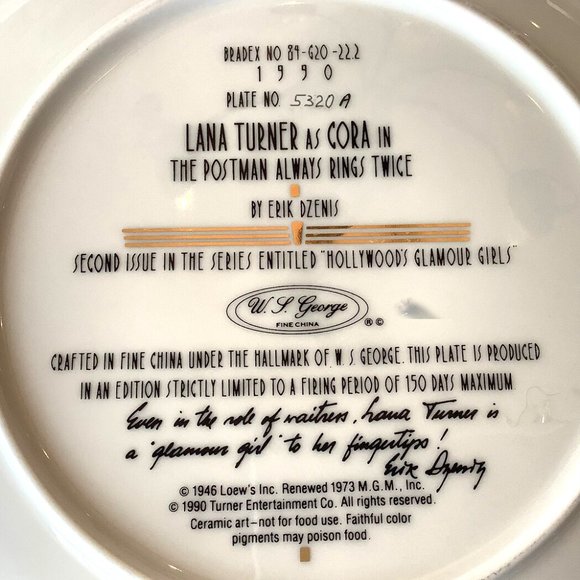 BRADEX NO 84-G20-22.2
1990
PLATE NO. 5320 A
LANA TURNER AS CORA IN
THE POSTMAN ALWAYS RINGS TWICE
BY ERIK DZENIS
SECOND ISSUE IN THE SERIES ENTITLED "HOLLYWOOD'S GLAMOUR GIRLS"
W. S. George
FINE CHINA
® ©
CRAFTED IN FINE CHINA UNDER THE HALLMARK OF W. S. GEORGE. THIS PLATE IS PRODUCED
IN AN EDITION STRICTLY LIMITED TO A FIRING PERIOD OF 150 DAYS MAXIMUM
Even in the role of waitress, Lana Turner is
a "glamour girl" to her fingertips!
Erik Dzenis
© 1946 Loew's Inc. Renewed 1973 M.G.M., Inc.
© 1990 Turner Entertainment Co. All rights reserved.
Ceramic art–not for food use. Faithful color
pigments may poison food.